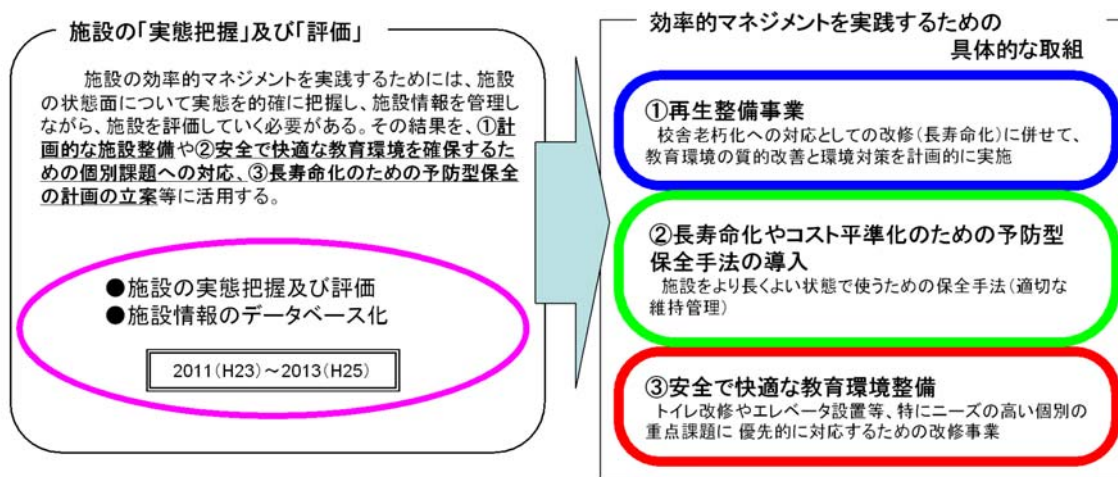 施設の「実態把握」及び「評価」
施設の効率的マネジメントを実践するためには、施設
の状態面について実態を的確に把握し、施設情報を管理し
ながら、施設を評価していく必要がある。その結果を、①計
画的な施設整備や②安全で快適な教育環境を確保するた
めの個別課題への対応、③長寿命化のための予防型保全
の計画の立案等に活用する。
●施設の実態把握及び評価
●施設情報のデータベース化
2011(H23)～2013(H25)
効率的マネジメントを実践するための
具体的な取組
①再生整備事業
校舎老朽化への対応としての改修(長寿命化)に併せて、
教育環境の質的改善と環境対策を計画的に実施
②長寿命化やコスト平準化のための予防型
保全手法の導入
施設をより長くよい状態で使うための保全手法(適切な
維持管理)
③安全で快適な教育環境整備
トイレ改修やエレベータ設置等、特にニーズの高い個別の
重点課題に 優先的に対応するための改修事業